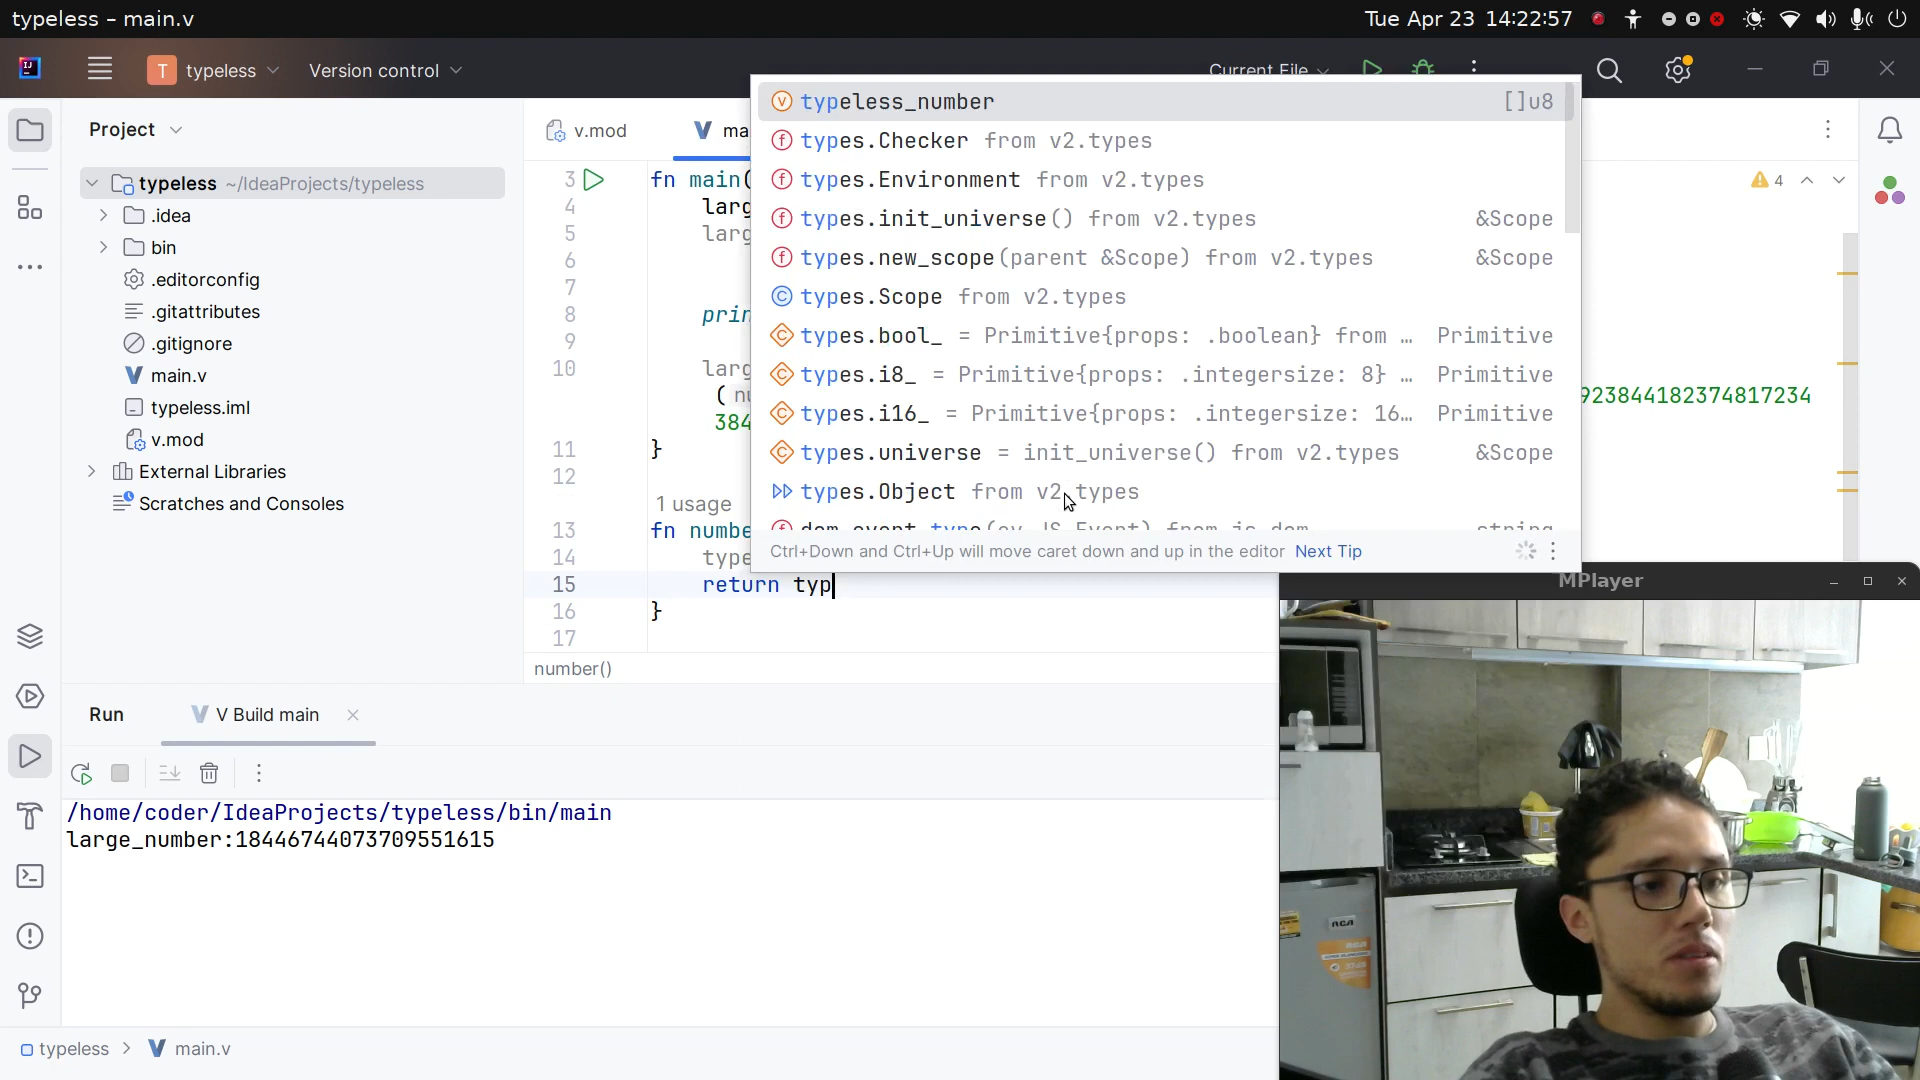 typeless – main.v
Tue Apr 23 14:22:57
IJ
T typeless
Version control
Current File
Project
v.mod
typeless ~/IdeaProjects/typeless
.idea
bin
.editorconfig
.gitattributes
.gitignore
main.v
typeless.iml
v.mod
External Libraries
Scratches and Consoles
4
3 fn main(
4
5
6
7
8
9
10
923844182374817234
384
11 }
12
1 usage
13 fn
14
15 return typ
16 }
17
number()
typeless_number []u8
types.Checker from v2.types
types.Environment from v2.types
types.init_universe() from v2.types &Scope
types.new_scope(parent &Scope) from v2.types &Scope
types.Scope from v2.types
types.bool_ = Primitive{props: .boolean} from … Primitive
types.i8_ = Primitive{props: .integersize: 8} … Primitive
types.i16_ = Primitive{props: .integersize: 16… Primitive
types.universe = init_universe() from v2.types &Scope
types.Object from v2.types
Ctrl+Down and Ctrl+Up will move caret down and up in the editor Next Tip
Run
V Build main
/home/coder/IdeaProjects/typeless/bin/main
large_number:18446744073709551615
MPlayer
RCA
RCA
typeless > main.v